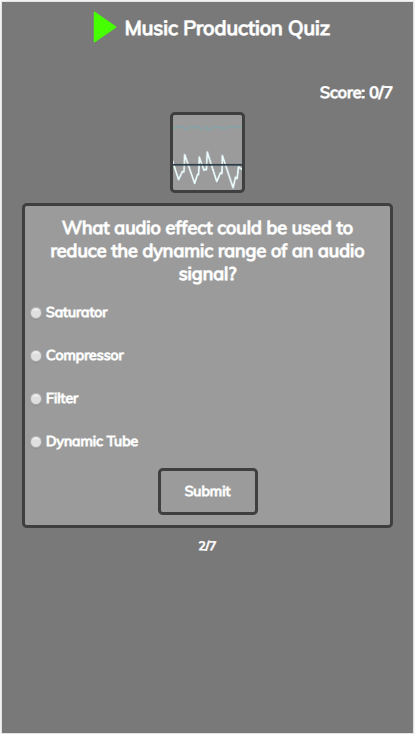 Music Production Quiz
Score: 0/7
What audio effect could be used to
reduce the dynamic range of an audio
signal?
Saturator
Compressor
Filter
Dynamic Tube
Submit
2/7